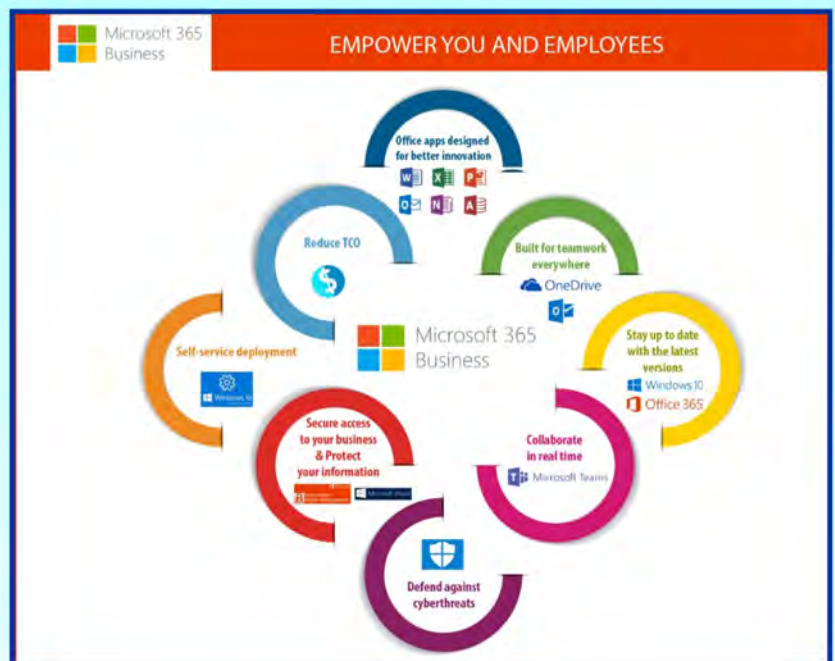 Microsoft 365
Business
EMPOWER YOU AND EMPLOYEES
Office apps designed
for better innovation
W X P
O N A
Reduce TCO
$
Built for teamwork
everywhere
OneDrive
O
Self-service deployment
Windows 10
Microsoft 365
Business
Stay up to date
with the latest
versions
Windows 10
Office 365
Secure access
to your business
& Protect
your information
Collaborate
in real time
T Microsoft Teams
Defend against
cyberthreats